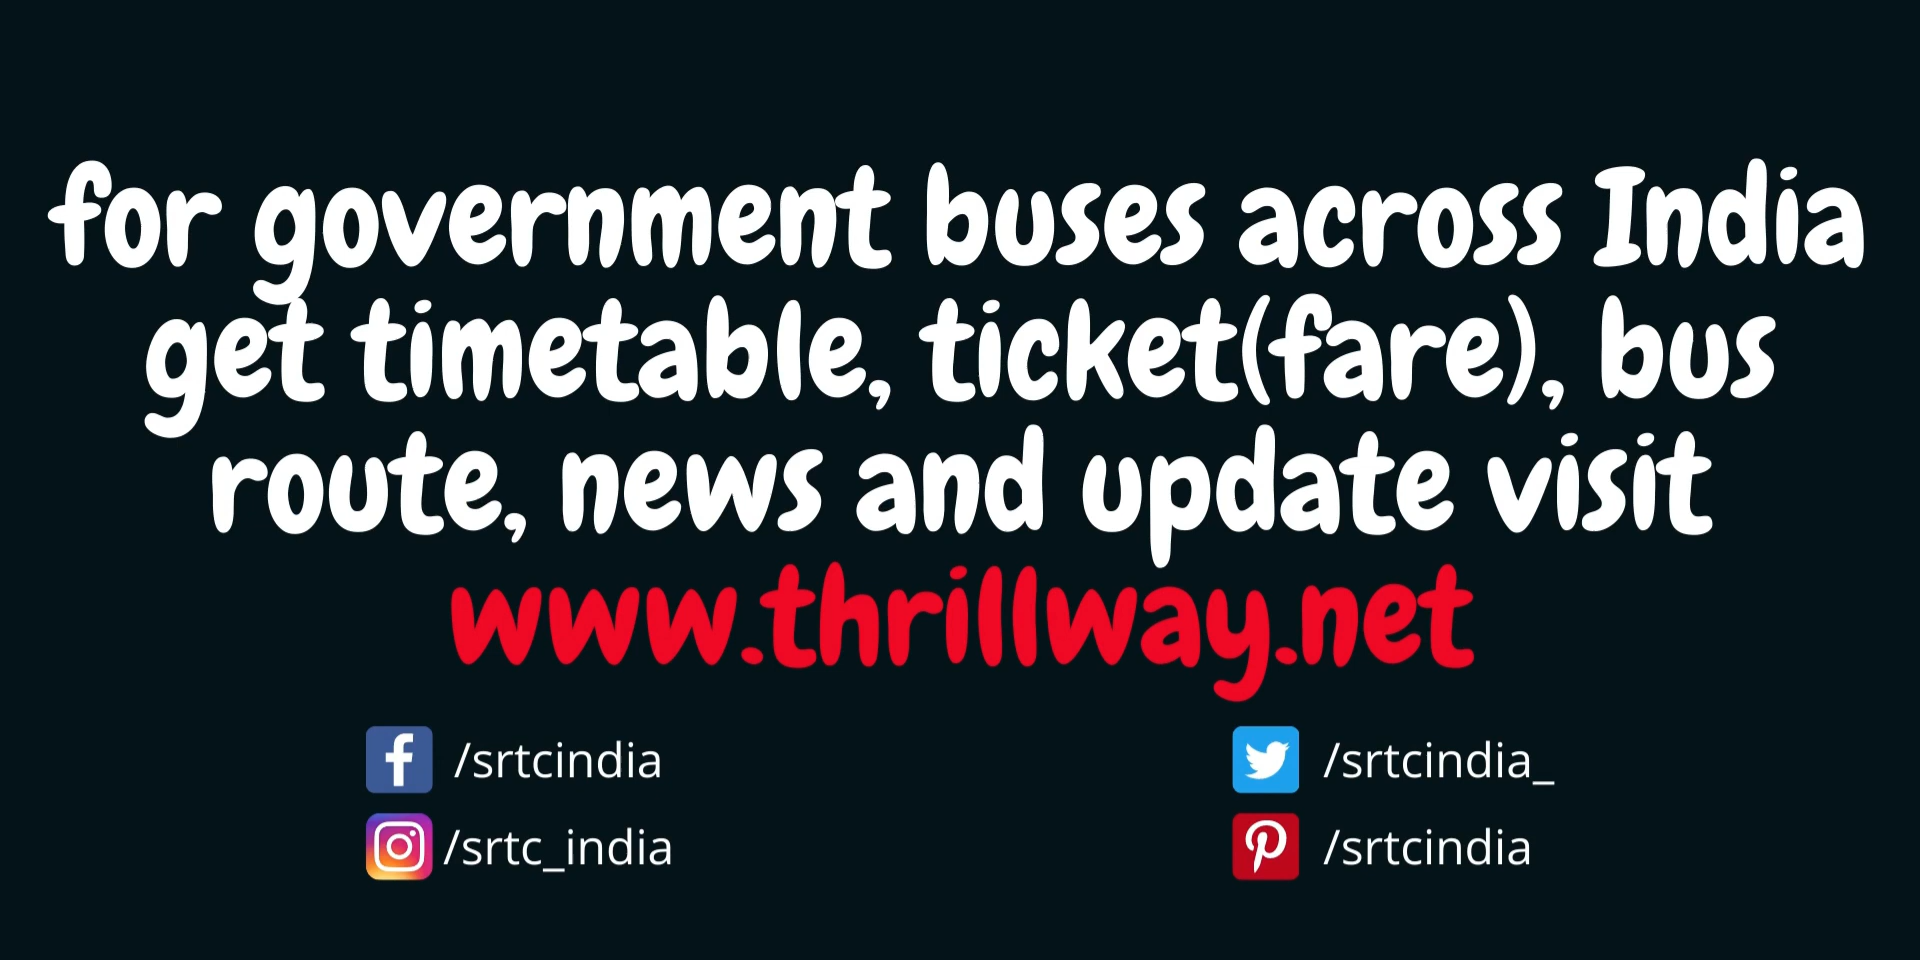 for government buses across India
get timetable, ticket(fare), bus
route, news and update visit
www.thrillway.net
/srtcindia
/srtcindia_
/srtc_india
/srtcindia